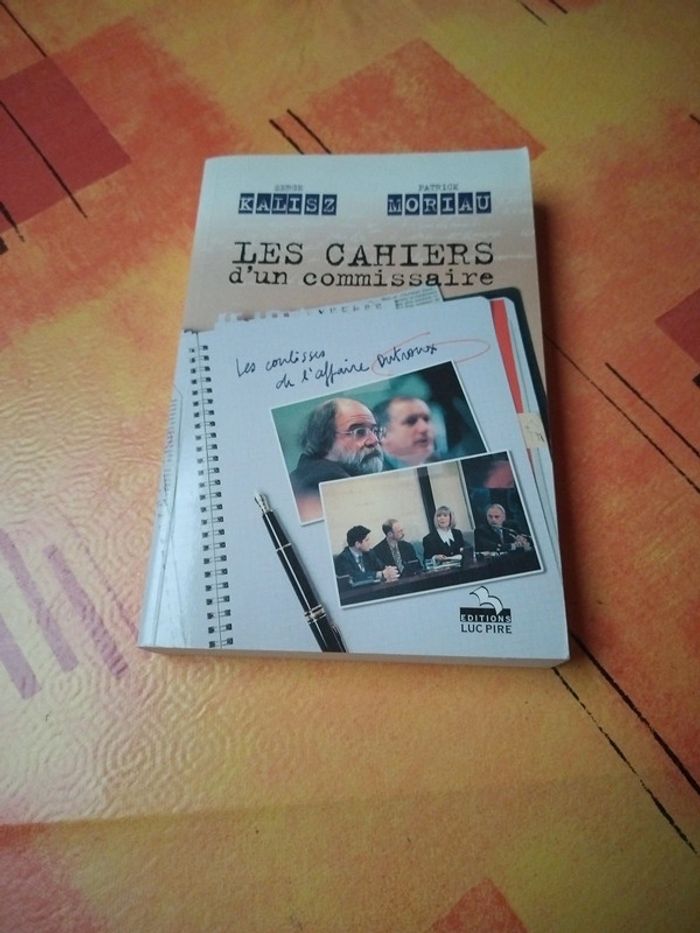 SERGE
KALISZ
PATRICK
MORIAU
LES CAHIERS
d'un commissaire
Les coulisses
de l'affaire Dutroux
EDITIONS
LUC PIRE